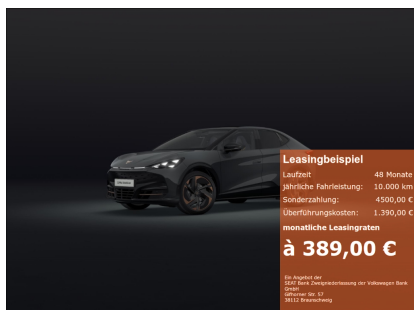 Leasingbeispiel
Laufzeit 48 Monate
jährliche Fahrleistung: 10.000 km
Sonderzahlung: 4500,00 €
Überführungskosten: 1.390,00 €
monatliche Leasingraten
à 389,00 €
Ein Angebot der
SEAT Bank Zweigniederlassung der Volkswagen Bank
GmbH
Gifhorner Str. 57
38112 Braunschweig